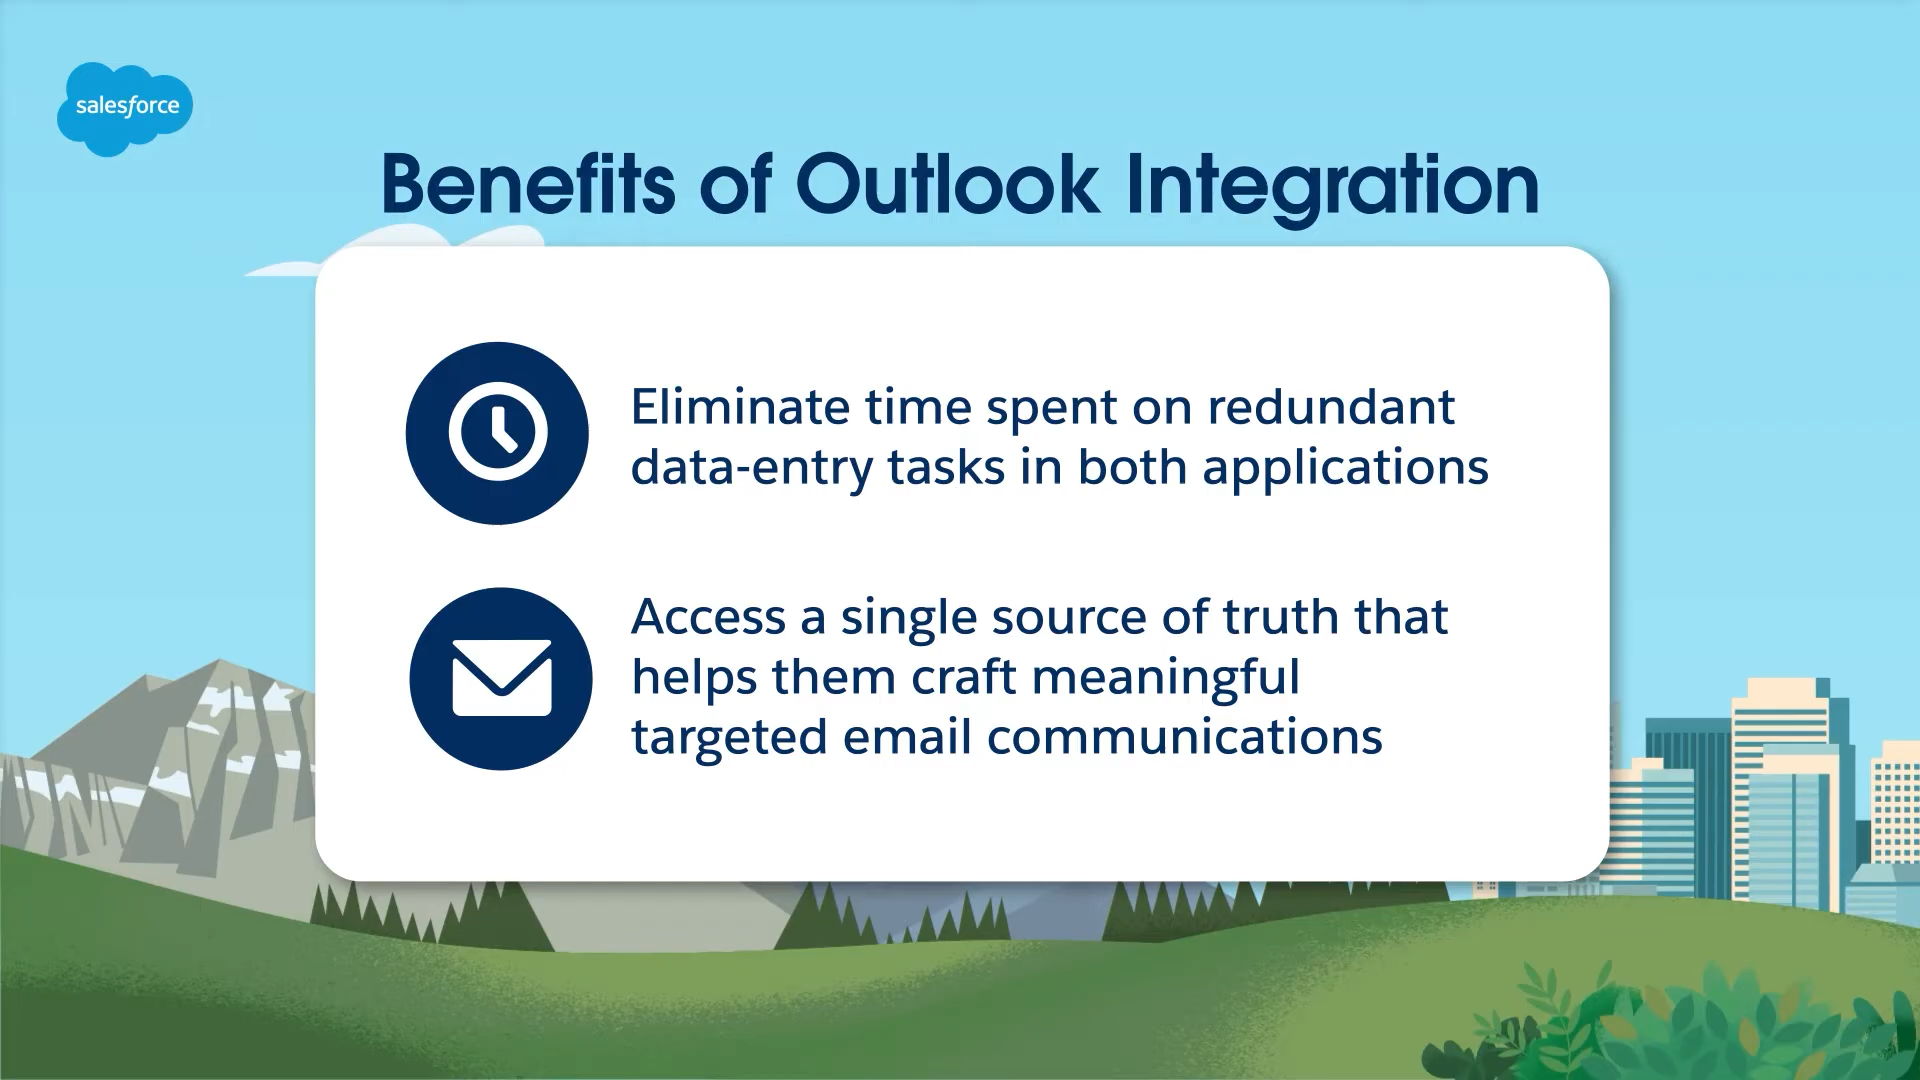 salesforce
Benefits of Outlook Integration
Eliminate time spent on redundant
data-entry tasks in both applications
Access a single source of truth that
helps them craft meaningful
targeted email communications